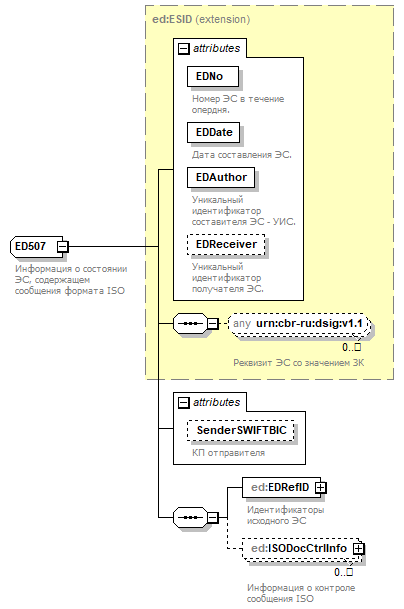 ed:ESID (extension)
attributes
EDNo
Номер ЭС в течение
опердня.
EDDate
Дата составления ЭС.
EDAuthor
Уникальный
идентификатор
составителя ЭС - УИС.
EDReceiver
Уникальный
идентификатор
получателя ЭС.
ED507
Информация о состоянии
ЭС, содержащем
сообщения формата ISO
any urn:cbr-ru:dsig:v1.1
0..□
Реквизит ЭС со значением ЗК
attributes
SenderSWIFTBIC
КП отправителя
ed:EDRefID
Идентификаторы
исходного ЭС
ed:ISODocCtrlInfo
0..□
Информация о контроле
сообщения ISO